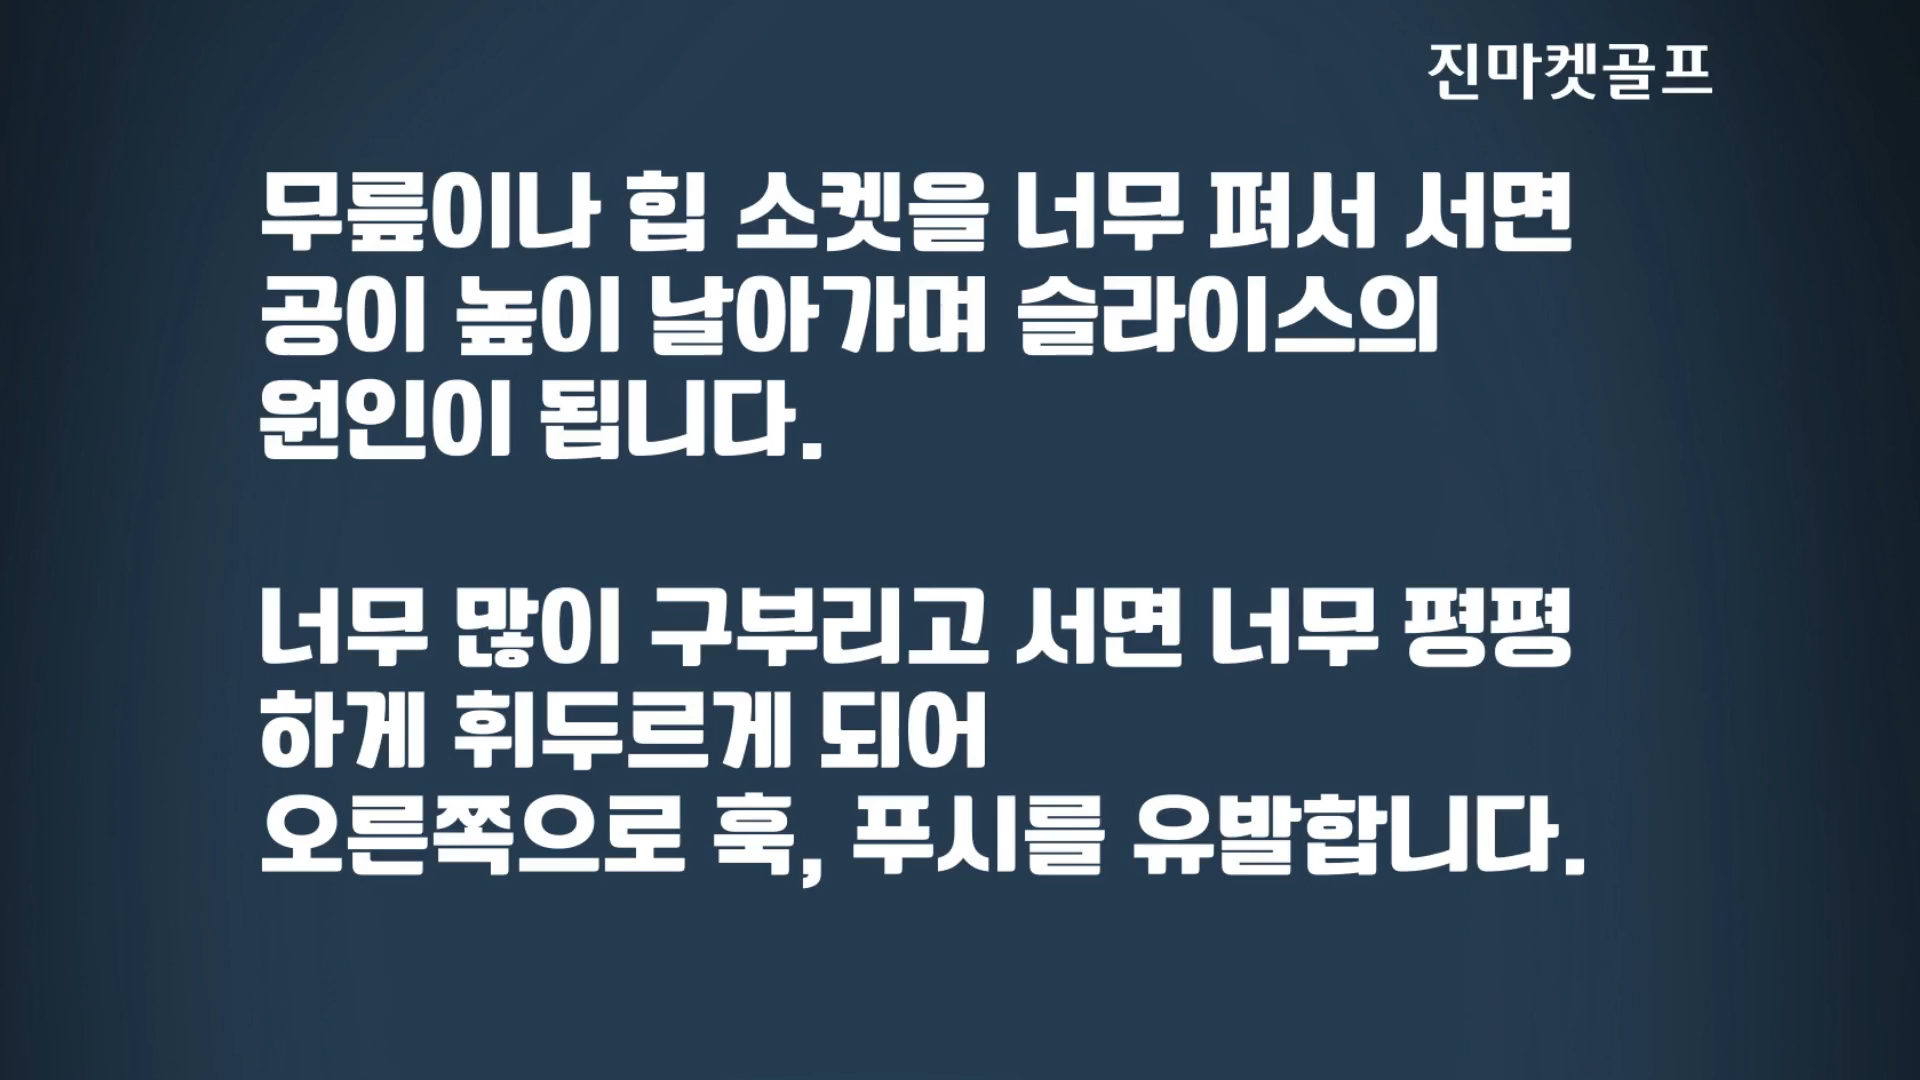 진마켓골프
무릎이나 힙 소켓을 너무 펴서 서면
공이 높이 날아가며 슬라이스의
원인이 됩니다.
너무 많이 구부리고 서면 너무 평평
하게 휘두르게 되어
오른쪽으로 훅, 푸시를 유발합니다.